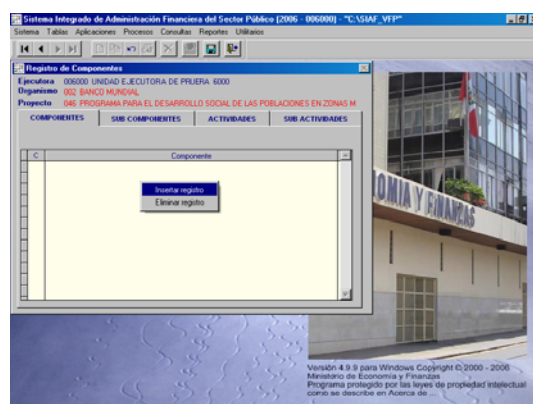 Sistema Integrado de Administración Financiera del Sector Público (2006 - 006000) - "C:\SIAF_VFP"
Sistema Tablas Aplicaciones Procesos Consultas Reportes Utilitarios
Registro de Componentes
Ejecutora 006000 UNIDAD EJECUTORA DE PRUEBA 6000
Organismo 002 BANCO MUNDIAL
Proyecto 046 PROGRAMA PARA EL DESARROLLO SOCIAL DE LAS POBLACIONES EN ZONAS M
COMPONENTES SUB COMPONENTES ACTIVIDADES SUB ACTIVIDADES
C Componente
Insertar registro
Eliminar registro
OMIA Y FINANZAS
Versión 4.9.9 para Windows Copyright © 2000 - 2006
Ministerio de Economía y Finanzas
Programa protegido por las leyes de propiedad intelectual
como se describe en Acerca de ...